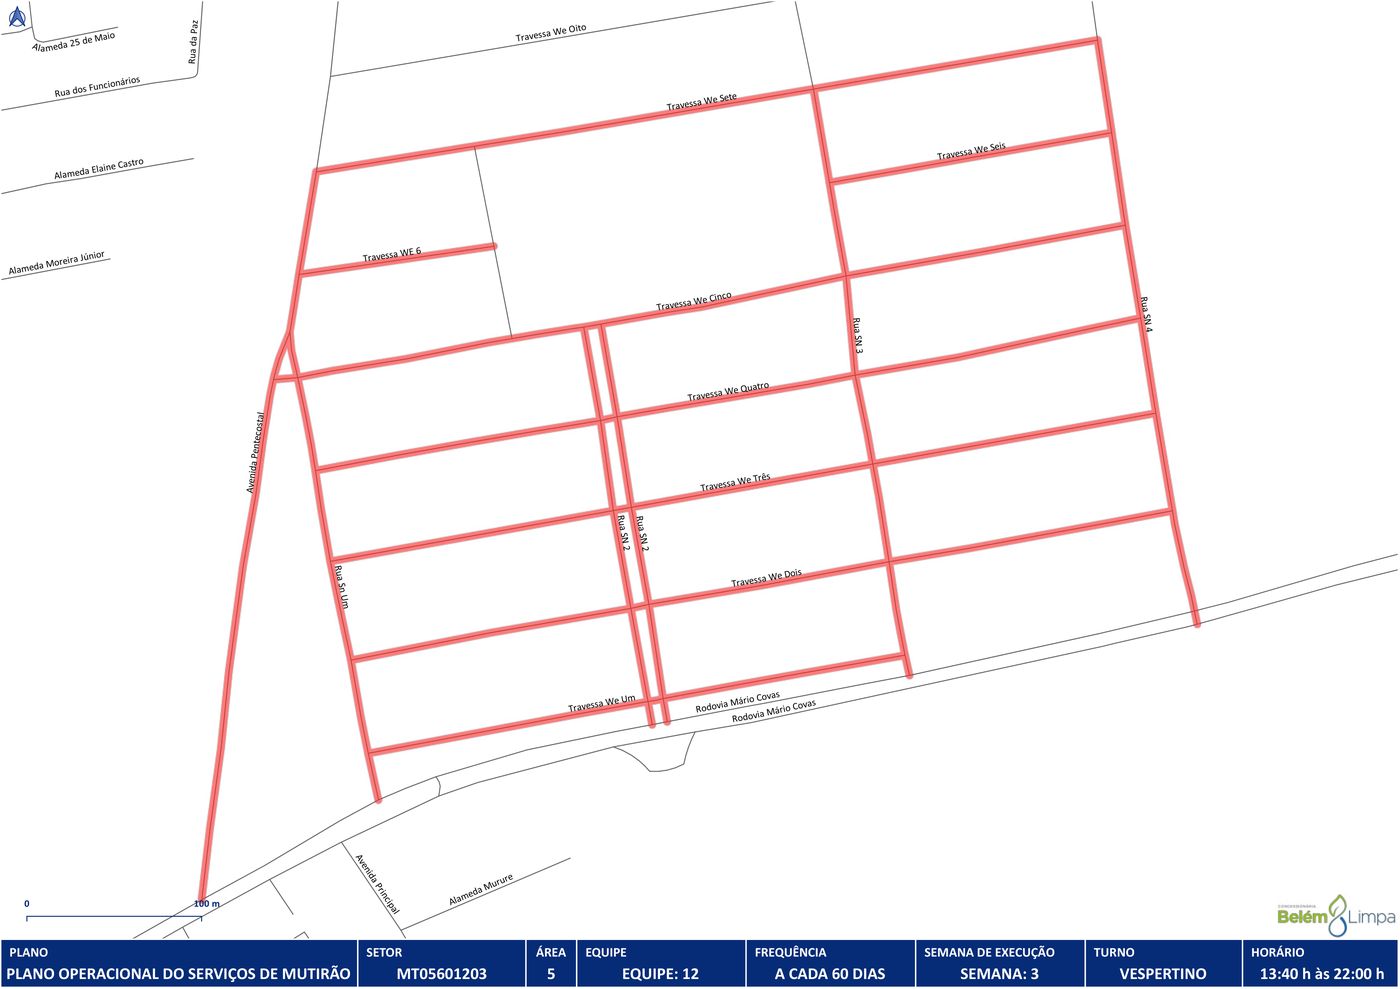 Alameda 25 de Maio
Rua da Paz
Travessa We Oito
Rua dos Funcionários
Travessa We Sete
Alameda Elaine Castro
Travessa We Seis
Alameda Moreira Júnior
Travessa WE 6
Travessa We Cinco
Rua SN 3
Rua SN 4
Travessa We Quatro
Avenida Pentecostal
Travessa We Três
Rua SN 2
Rua SN 2
Rua Sn Um
Travessa We Dois
Travessa We Um
Rodovia Mário Covas
Rodovia Mário Covas
Avenida Principal
Alameda Murure
0 100 m
CONCESSIONÁRIA
Belém Limpa
PLANO
PLANO OPERACIONAL DO SERVIÇOS DE MUTIRÃO
SETOR
MT05601203
ÁREA
5
EQUIPE
EQUIPE: 12
FREQUÊNCIA
A CADA 60 DIAS
SEMANA DE EXECUÇÃO
SEMANA: 3
TURNO
VESPERTINO
HORÁRIO
13:40 h às 22:00 h